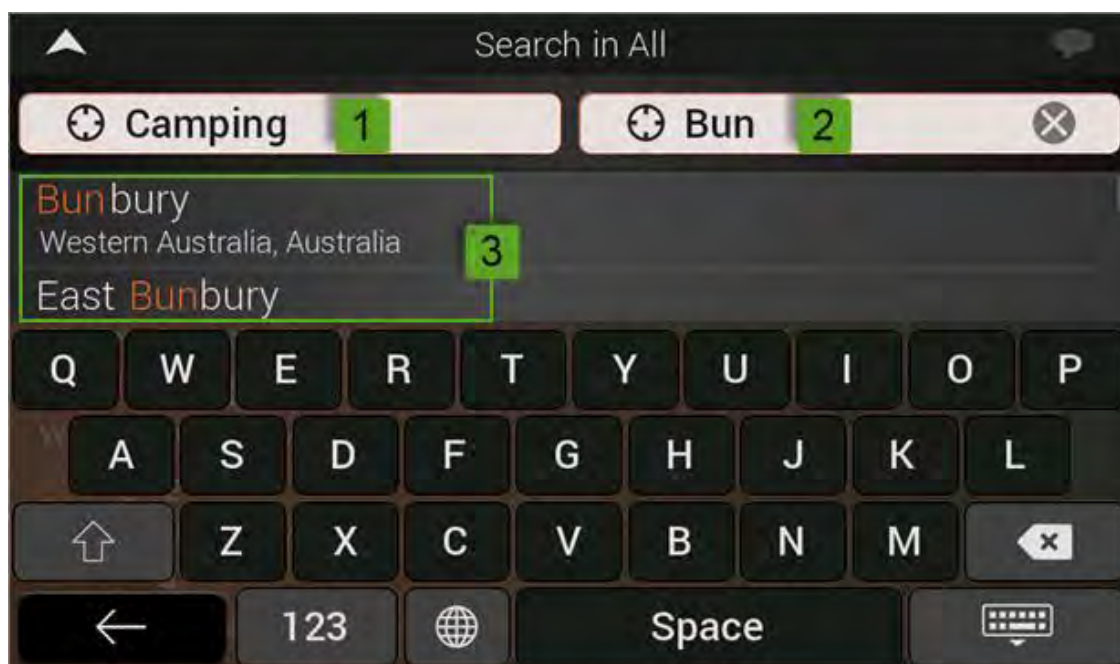 Search in All
Camping 1 Bun 2
Bunbury
Western Australia, Australia
3
East Bunbury
Q W E R T Y U I O P
A S D F G H J K L
Z X C V B N M
123 Space